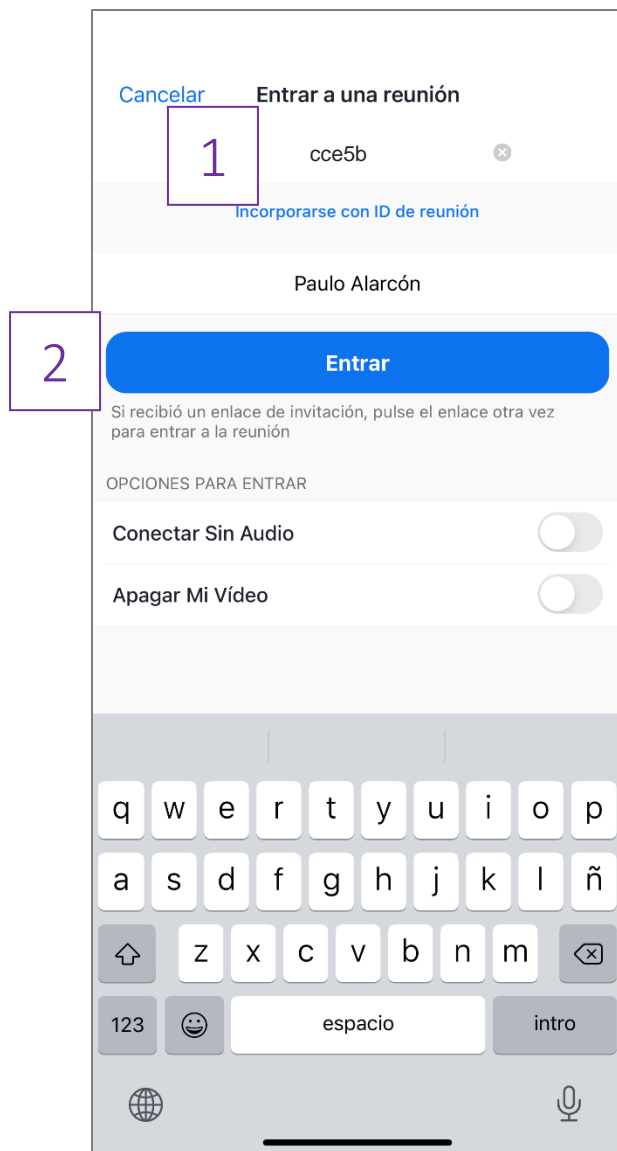 Cancelar Entrar a una reunión
1 cce5b
Incorporarse con ID de reunión
Paulo Alarcón
2 Entrar
Si recibió un enlace de invitación, pulse el enlace otra vez
para entrar a la reunión
OPCIONES PARA ENTRAR
Conectar Sin Audio
Apagar Mi Vídeo
q w e r t y u i o p
a s d f g h j k l ñ
z x c v b n m
123 espacio intro